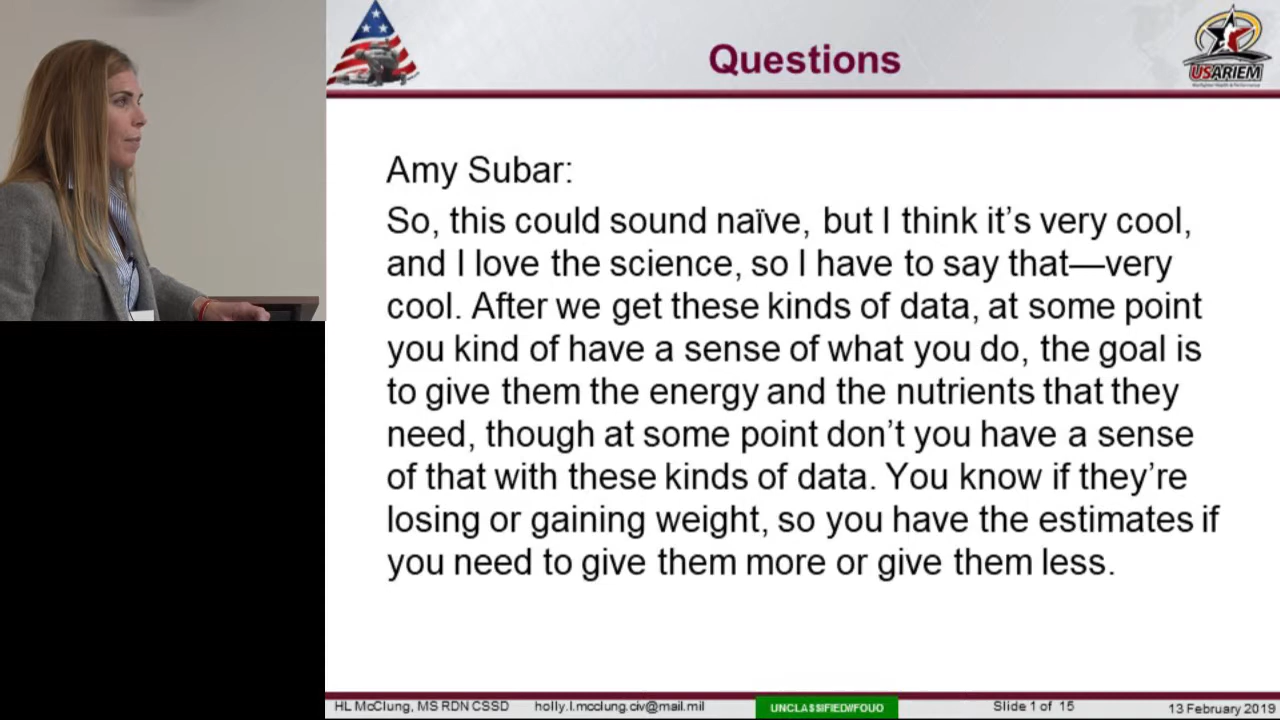 Questions
USARIEM
Amy Subar:
So, this could sound naïve, but I think it's very cool,
and I love the science, so I have to say that—very
cool. After we get these kinds of data, at some point
you kind of have a sense of what you do, the goal is
to give them the energy and the nutrients that they
need, though at some point don't you have a sense
of that with these kinds of data. You know if they're
losing or gaining weight, so you have the estimates if
you need to give them more or give them less.
HL McClung, MS RDN CSSD holly.l.mcclung.civ@mail.mil UNCLASSIFIED//FOUO Slide 1 of 15 13 February 2019